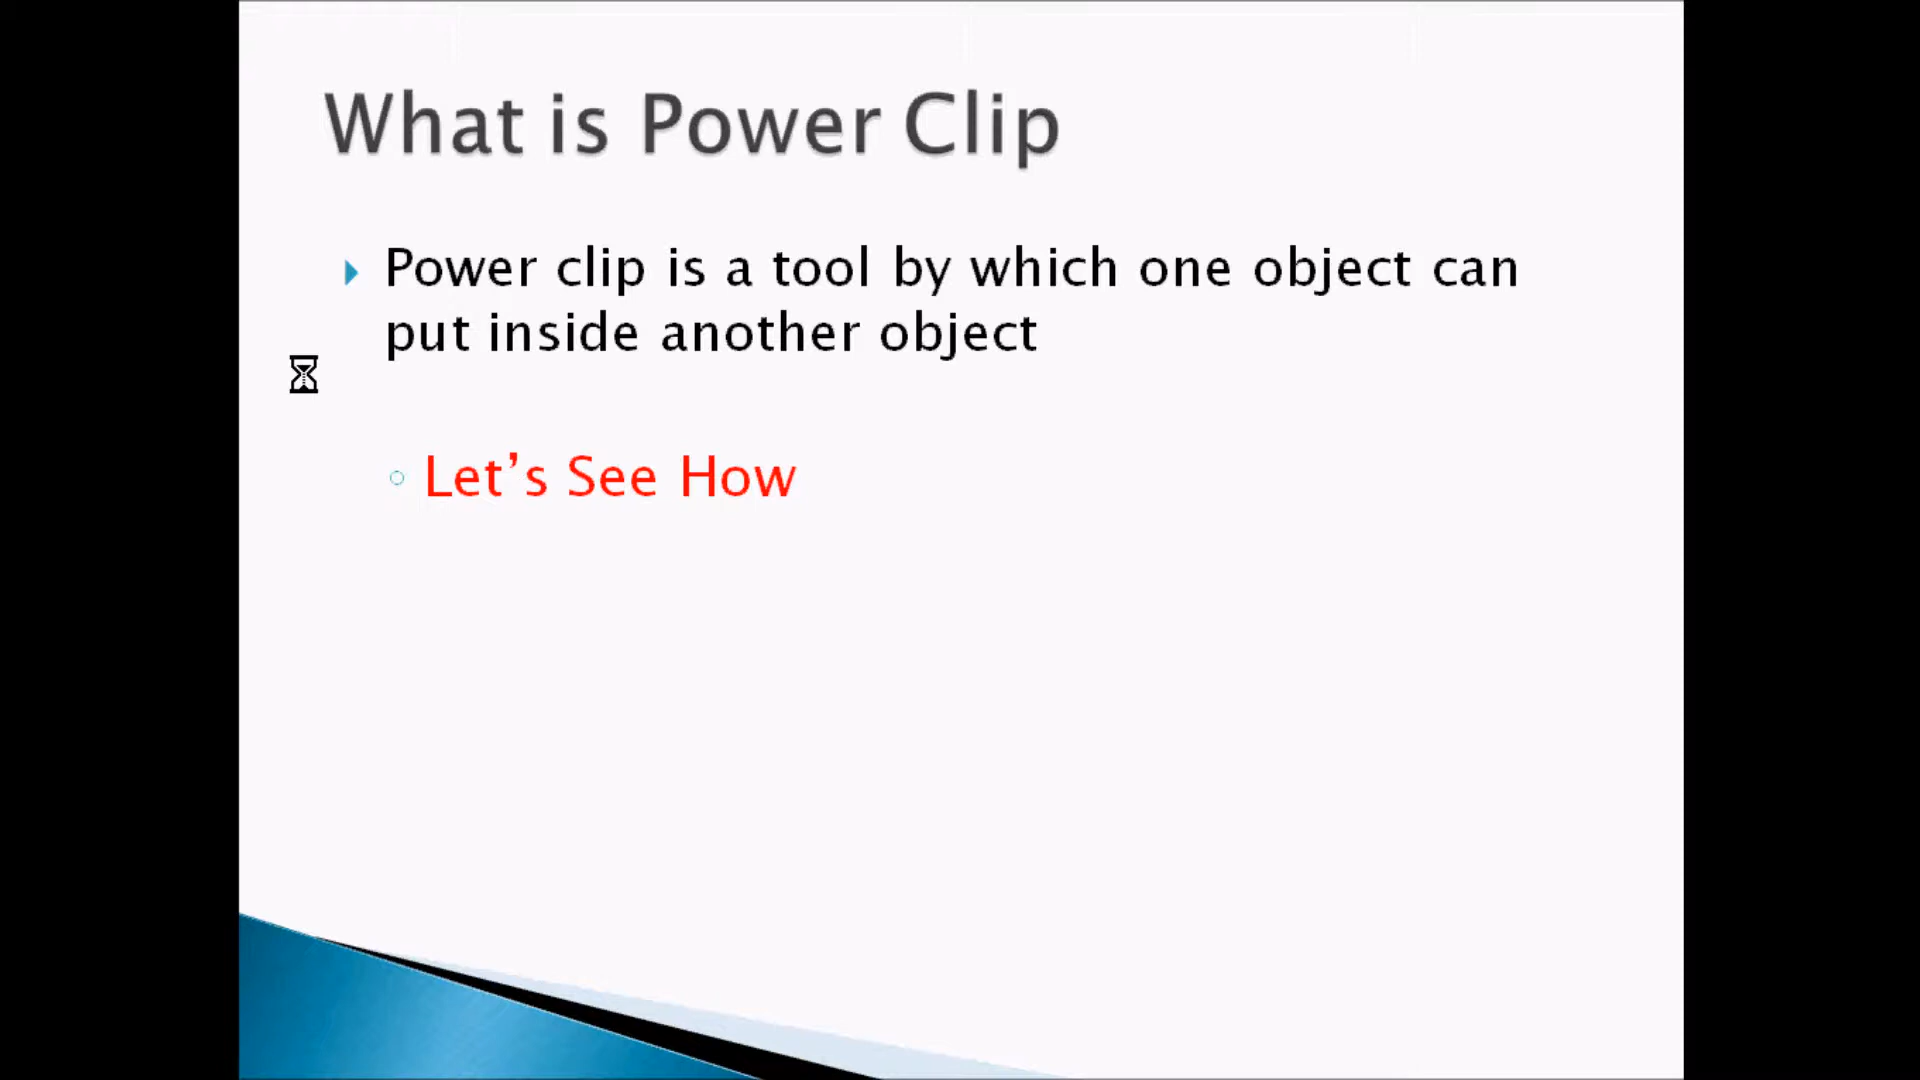 What is Power Clip
Power clip is a tool by which one object can
put inside another object
Let’s See How